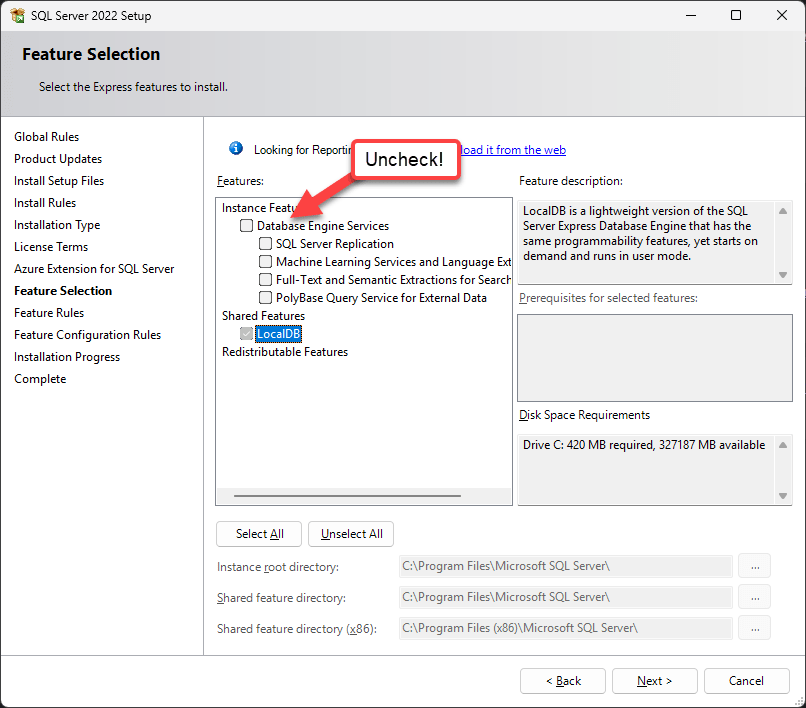 SQL Server 2022 Setup
Feature Selection
Select the Express features to install.
Global Rules
Product Updates
Install Setup Files
Install Rules
Installation Type
License Terms
Azure Extension for SQL Server
Feature Selection
Feature Rules
Feature Configuration Rules
Installation Progress
Complete
Looking for Reportin
oad it from the web
Uncheck!
Features:
Instance Featu
Database Engine Services
SQL Server Replication
Machine Learning Services and Language Ext
Full-Text and Semantic Extractions for Search
PolyBase Query Service for External Data
Shared Features
LocalDB
Redistributable Features
Feature description:
LocalDB is a lightweight version of the SQL
Server Express Database Engine that has the
same programmability features, yet starts on
demand and runs in user mode.
Prerequisites for selected features:
Disk Space Requirements
Drive C: 420 MB required, 327187 MB available
Select All
Unselect All
Instance root directory:
C:\Program Files\Microsoft SQL Server\
...
Shared feature directory:
C:\Program Files\Microsoft SQL Server\
...
Shared feature directory (x86):
C:\Program Files (x86)\Microsoft SQL Server\
...
< Back
Next >
Cancel